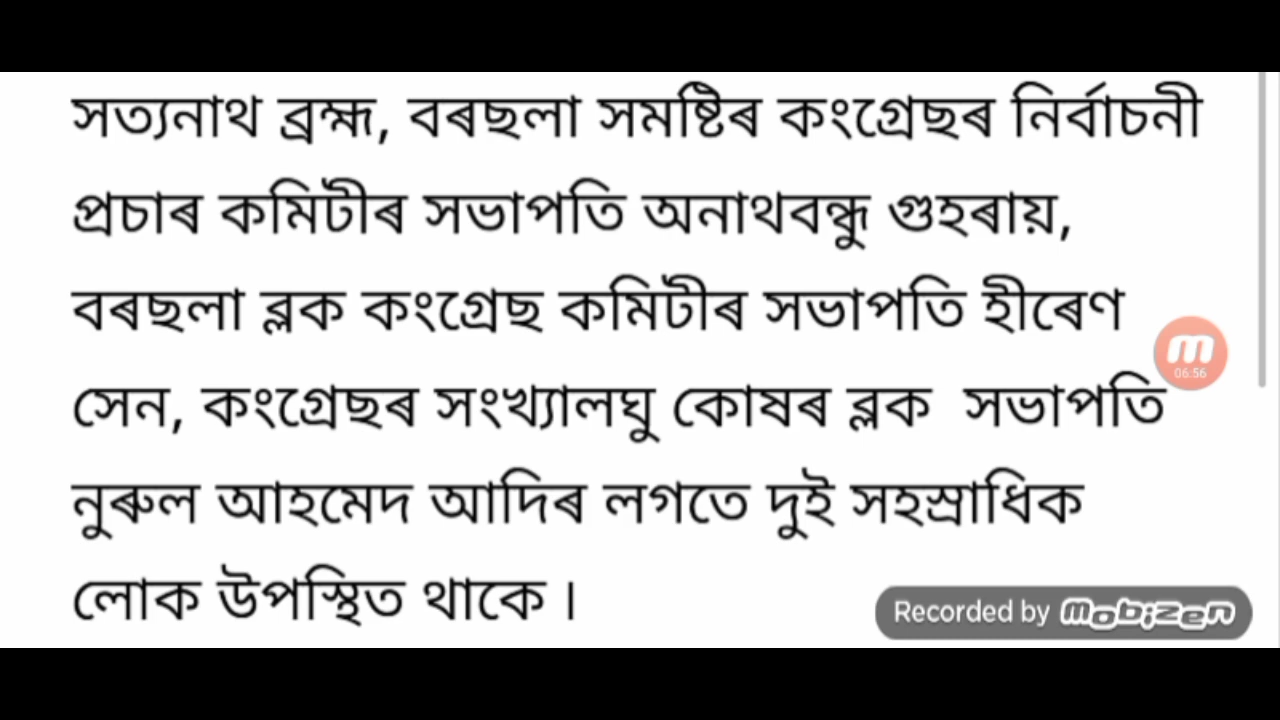 সত্যনাথ ব্ৰহ্ম, বৰছলা সমষ্টিৰ কংগ্ৰেছৰ নিৰ্বাচনী
প্ৰচাৰ কমিটীৰ সভাপতি অনাথবন্ধু গুহৰায়,
বৰছলা ব্লক কংগ্ৰেছ কমিটীৰ সভাপতি হীৰেণ
সেন, কংগ্ৰেছৰ সংখ্যালঘু কোষৰ ব্লক সভাপতি
নুৰুল আহমেদ আদিৰ লগতে দুই সহস্ৰাধিক
লোক উপস্থিত থাকে ।
m
06:56
Recorded by mobizen